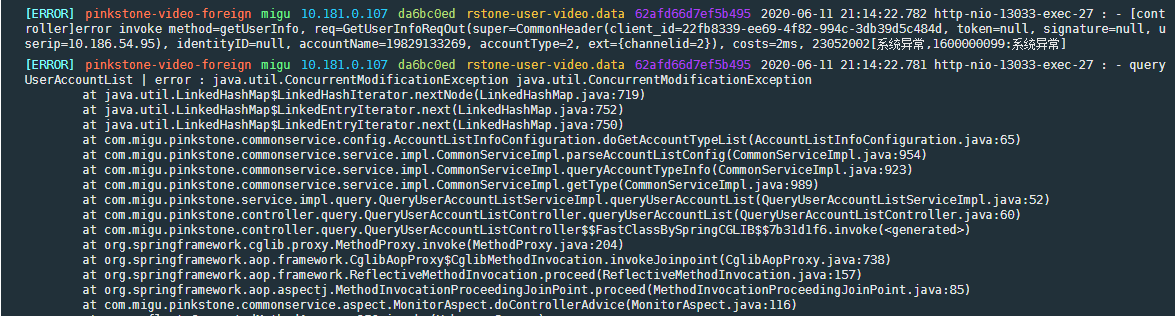 [ERROR] pinkstone-video-foreign migu 10.181.0.107 da6bc0ed rstone-user-video.data 62afd66d7ef5b495 2020-06-11 21:14:22.782 http-nio-13033-exec-27 : - [cont
roller]error invoke method=getUserInfo, req=GetUserInfoReqOut(super=CommonHeader(client_id=22fb8339-ee69-4f82-994c-3db39d5c484d, token=null, signature=null, u
serip=10.186.54.95), identityID=null, accountName=19829133269, accountType=2, ext={channelid=2}), costs=2ms, 23052002[系统异常,1600000099:系统异常]
[ERROR] pinkstone-video-foreign migu 10.181.0.107 da6bc0ed rstone-user-video.data 62afd66d7ef5b495 2020-06-11 21:14:22.781 http-nio-13033-exec-27 : - query
UserAccountList | error : java.util.ConcurrentModificationException java.util.ConcurrentModificationException
at java.util.LinkedHashMap$LinkedHashIterator.nextNode(LinkedHashMap.java:719)
at java.util.LinkedHashMap$LinkedEntryIterator.next(LinkedHashMap.java:752)
at java.util.LinkedHashMap$LinkedEntryIterator.next(LinkedHashMap.java:750)
at com.migu.pinkstone.commonservice.config.AccountListInfoConfiguration.doGetAccountTypeList(AccountListInfoConfiguration.java:65)
at com.migu.pinkstone.commonservice.service.impl.CommonServiceImpl.parseAccountListConfig(CommonServiceImpl.java:954)
at com.migu.pinkstone.commonservice.service.impl.CommonServiceImpl.queryAccountTypeInfo(CommonServiceImpl.java:923)
at com.migu.pinkstone.commonservice.service.impl.CommonServiceImpl.getType(CommonServiceImpl.java:989)
at com.migu.pinkstone.service.impl.query.QueryUserAccountListServiceImpl.queryUserAccountList(QueryUserAccountListServiceImpl.java:52)
at com.migu.pinkstone.controller.query.QueryUserAccountListController.queryUserAccountList(QueryUserAccountListController.java:60)
at com.migu.pinkstone.controller.query.QueryUserAccountListController$$FastClassBySpringCGLIB$$7b31d1f6.invoke(<generated>)
at org.springframework.cglib.proxy.MethodProxy.invoke(MethodProxy.java:204)
at org.springframework.aop.framework.CglibAopProxy$CglibMethodInvocation.invokeJoinpoint(CglibAopProxy.java:738)
at org.springframework.aop.framework.ReflectiveMethodInvocation.proceed(ReflectiveMethodInvocation.java:157)
at org.springframework.aop.aspectj.MethodInvocationProceedingJoinPoint.proceed(MethodInvocationProceedingJoinPoint.java:85)
at com.migu.pinkstone.commonservice.aspect.MonitorAspect.doControllerAdvice(MonitorAspect.java:116)